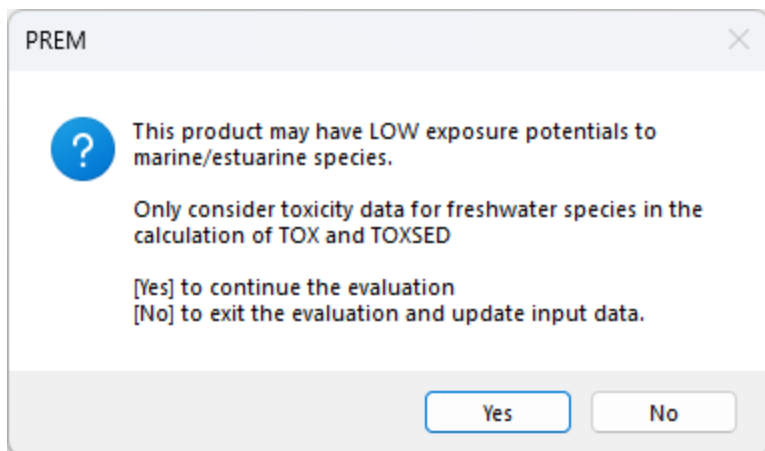 PREM
?
This product may have LOW exposure potentials to
marine/estuarine species.
Only consider toxicity data for freshwater species in the
calculation of TOX and TOXSED
[Yes] to continue the evaluation
[No] to exit the evaluation and update input data.
Yes
No